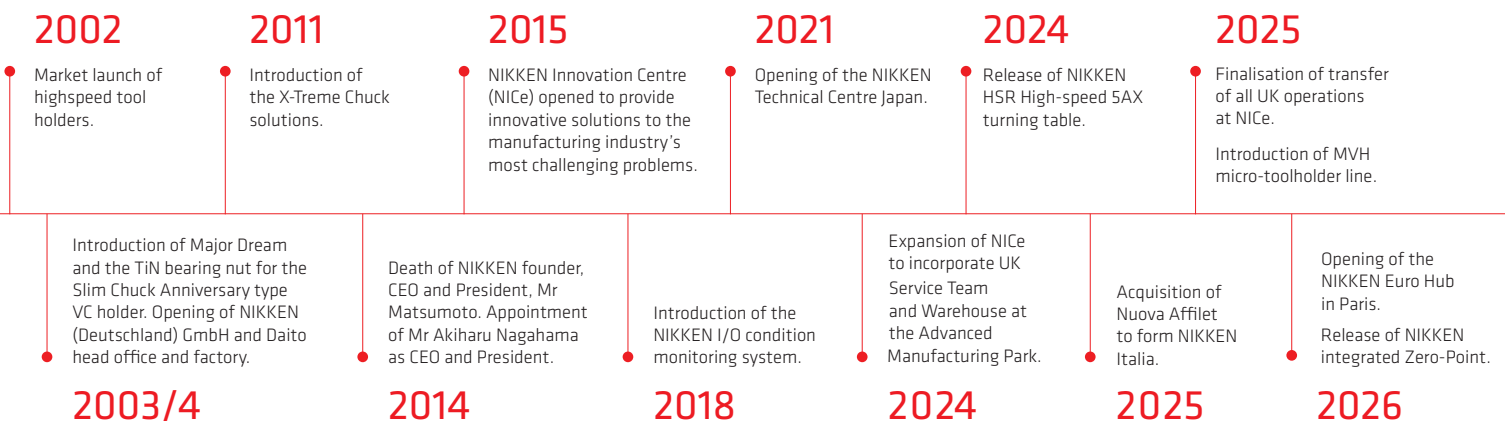 2002
Market launch of
highspeed tool
holders.
2011
Introduction of
the X-Treme Chuck
solutions.
2015
NIKKEN Innovation Centre
(NICe) opened to provide
innovative solutions to the
manufacturing industry's
most challenging problems.
2021
Opening of the NIKKEN
Technical Centre Japan.
2024
Release of NIKKEN
HSR High-speed 5AX
turning table.
2025
Finalisation of transfer
of all UK operations
at NICe.
Introduction of MVH
micro-toolholder line.
Introduction of Major Dream
and the TiN bearing nut for the
Slim Chuck Anniversary type
VC holder. Opening of NIKKEN
(Deutschland) GmbH and Daito
head office and factory.
2003/4
Death of NIKKEN founder,
CEO and President, Mr
Matsumoto. Appointment
of Mr Akiharu Nagahama
as CEO and President.
2014
Introduction of the
NIKKEN I/O condition
monitoring system.
2018
Expansion of NICe
to incorporate UK
Service Team
and Warehouse at
the Advanced
Manufacturing Park.
2024
Acquisition of
Nuova Affilet
to form NIKKEN
Italia.
2025
Opening of the
NIKKEN Euro Hub
in Paris.
Release of NIKKEN
integrated Zero-Point.
2026